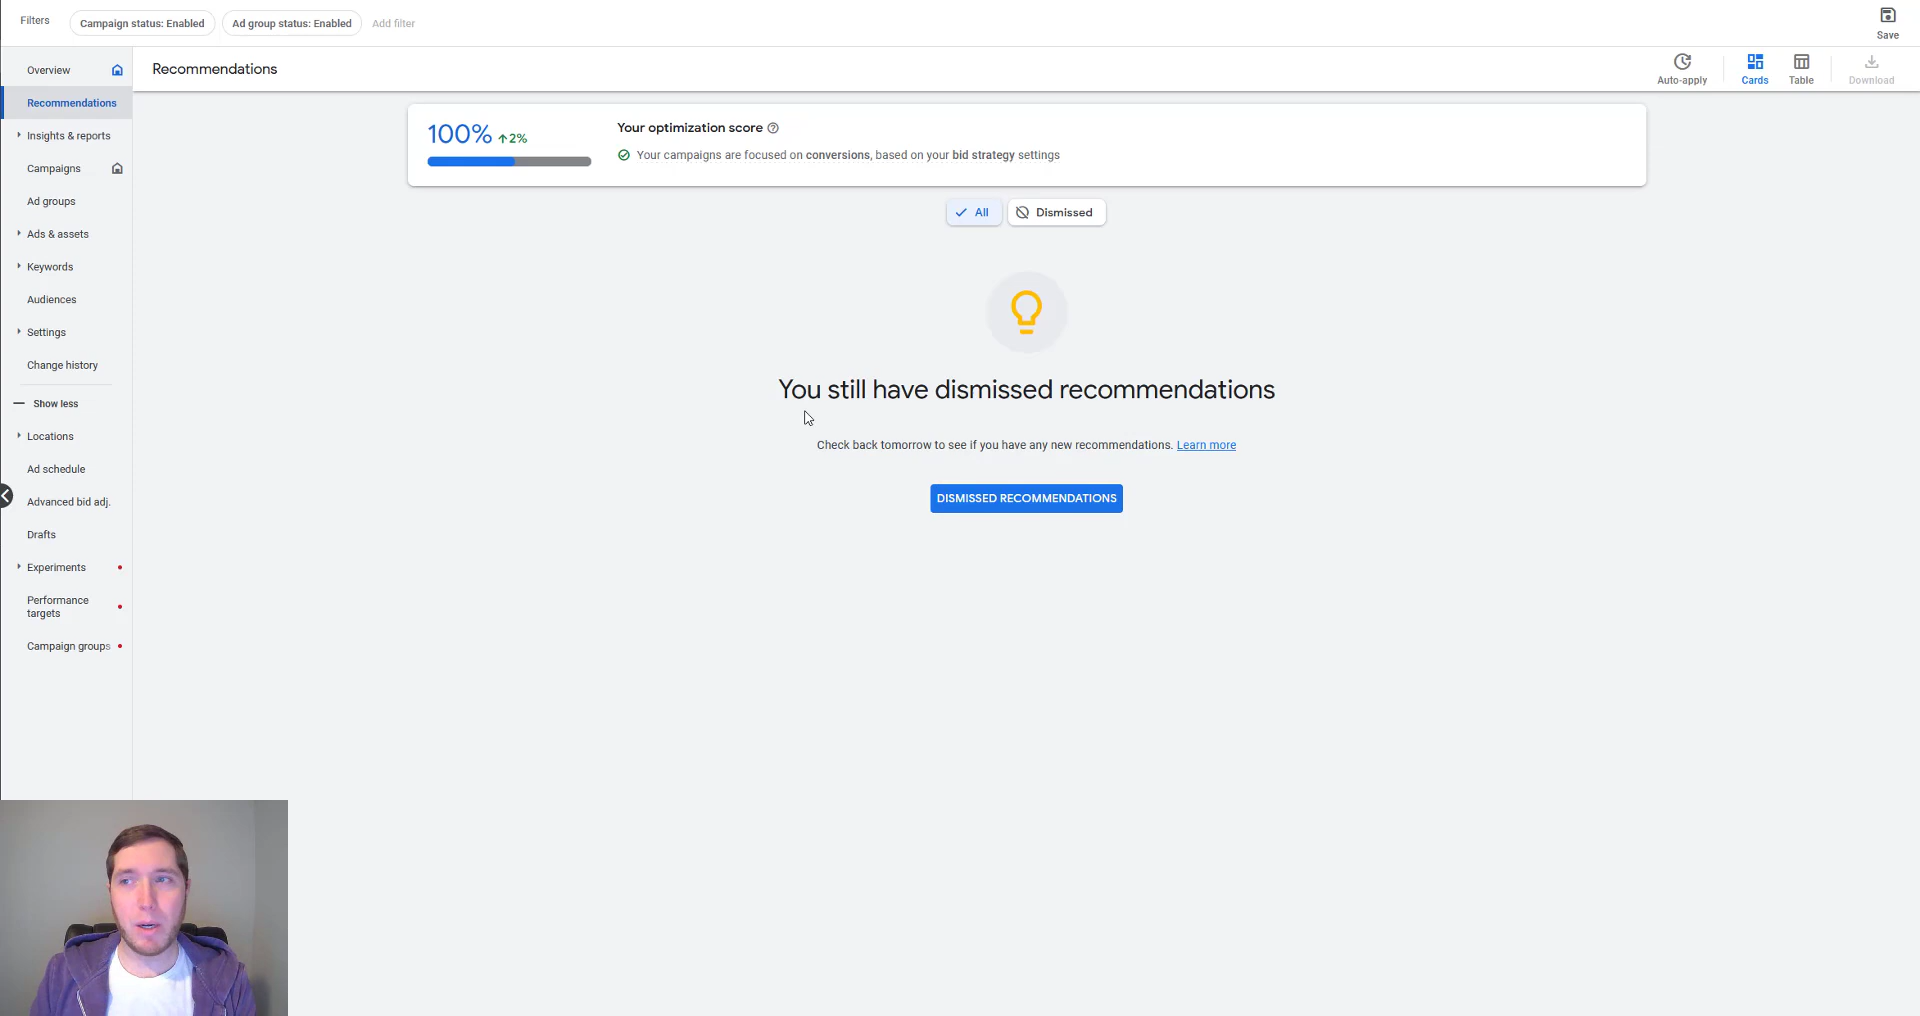 Filters
Campaign status: Enabled
Ad group status: Enabled
Add filter
Save
Overview
Recommendations
Insights & reports
Campaigns
Ad groups
Ads & assets
Keywords
Audiences
Settings
Change history
Show less
Locations
Ad schedule
Advanced bid adj.
Drafts
Experiments
Performance
targets
Campaign groups
Recommendations
Auto-apply
Cards
Table
Download
100% ↑2%
Your optimization score
Your campaigns are focused on conversions, based on your bid strategy settings
All
Dismissed
You still have dismissed recommendations
Check back tomorrow to see if you have any new recommendations. Learn more
DISMISSED RECOMMENDATIONS